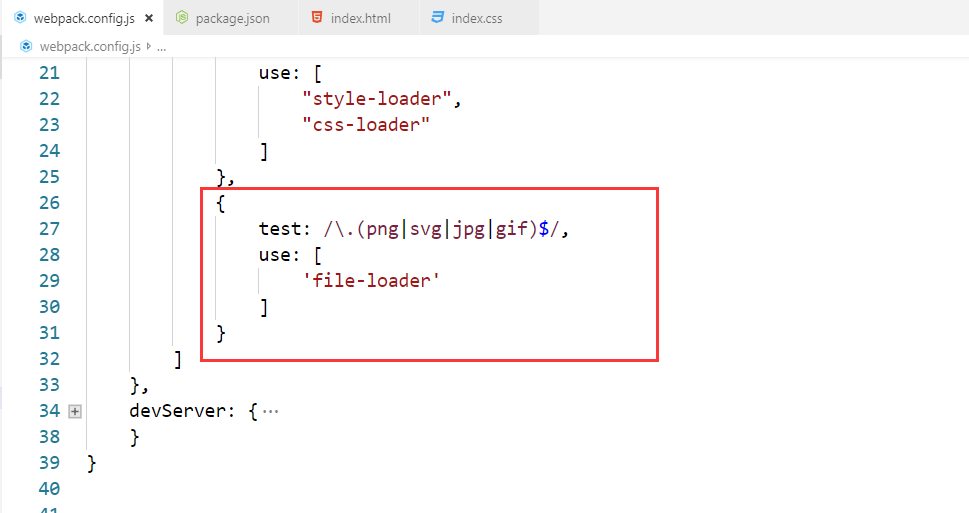 webpack.config.js × package.json index.html index.css
webpack.config.js ▸ ...
21 use: [
22 "style-loader",
23 "css-loader"
24 ]
25 },
26 {
27 test: /\.(png|svg|jpg|gif)$/,
28 use: [
29 'file-loader'
30 ]
31 }
32 ]
33 },
34 devServer: {...
38 }
39 }
40